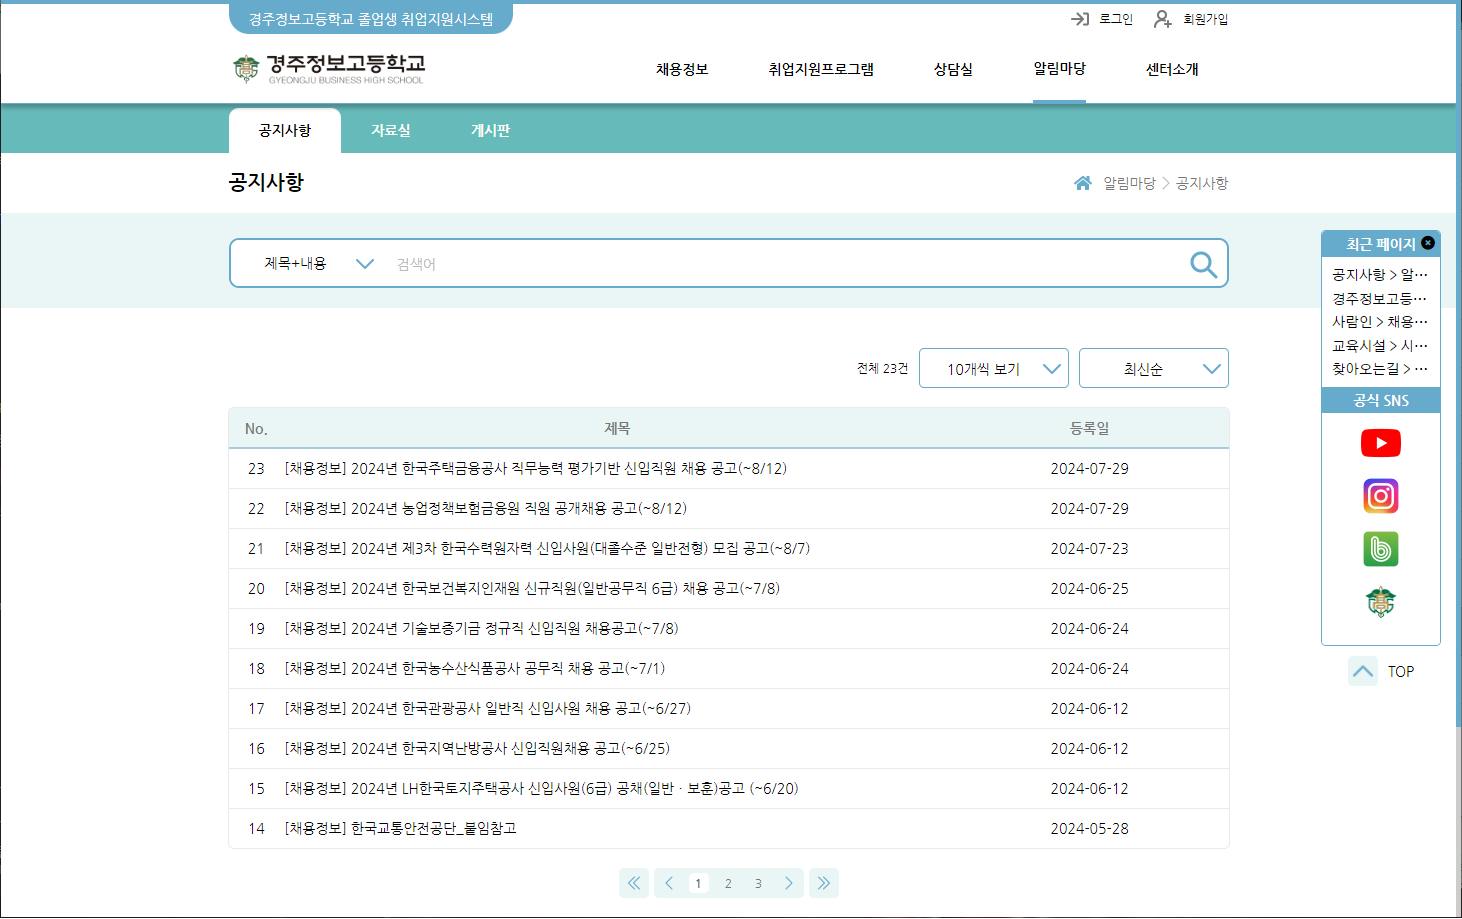 경주정보고등학교 졸업생 취업지원시스템
로그인 회원가입
경주정보고등학교
GYEONGJU BUSINESS HIGH SCHOOL
채용정보 취업지원프로그램 상담실 알림마당 센터소개
공지사항 자료실 게시판
공지사항
알림마당 > 공지사항
제목+내용 검색어
전체 23건 10개씩 보기 최신순
No. 제목 등록일
23 [채용정보] 2024년 한국주택금융공사 직무능력 평가기반 신입직원 채용 공고(~8/12) 2024-07-29
22 [채용정보] 2024년 농업정책보험금융원 직원 공개채용 공고(~8/12) 2024-07-29
21 [채용정보] 2024년 제3차 한국수력원자력 신입사원(대졸수준 일반전형) 모집 공고(~8/7) 2024-07-23
20 [채용정보] 2024년 한국보건복지인재원 신규직원(일반공무직 6급) 채용 공고(~7/8) 2024-06-25
19 [채용정보] 2024년 기술보증기금 정규직 신입직원 채용공고(~7/8) 2024-06-24
18 [채용정보] 2024년 한국농수산식품공사 공무직 채용 공고(~7/1) 2024-06-24
17 [채용정보] 2024년 한국관광공사 일반직 신입사원 채용 공고(~6/27) 2024-06-12
16 [채용정보] 2024년 한국지역난방공사 신입직원채용 공고(~6/25) 2024-06-12
15 [채용정보] 2024년 LH한국토지주택공사 신입사원(6급) 공채(일반 · 보훈)공고 (~6/20) 2024-06-12
14 [채용정보] 한국교통안전공단_붙임참고 2024-05-28
1 2 3
최근 페이지
공지사항 > 알…
경주정보고등…
사람인 > 채용…
교육시설 > 시…
찾아오는길 > …
공식 SNS
TOP